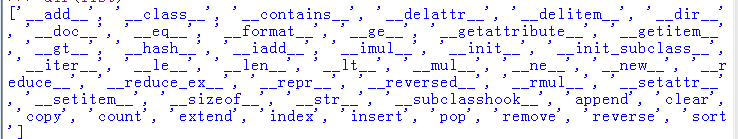 >>> dir(list)
['__add__', '__class__', '__contains__', '__delattr__', '__delitem__', '__dir__'
, '__doc__', '__eq__', '__format__', '__ge__', '__getattribute__', '__getitem__'
, '__gt__', '__hash__', '__iadd__', '__imul__', '__init__', '__init_subclass__'
, '__iter__', '__le__', '__len__', '__lt__', '__mul__', '__ne__', '__new__', '__r
educe__', '__reduce_ex__', '__repr__', '__reversed__', '__rmul__', '__setattr__'
, '__setitem__', '__sizeof__', '__str__', '__subclasshook__', 'append', 'clear',
'copy', 'count', 'extend', 'index', 'insert', 'pop', 'remove', 'reverse', 'sort
']